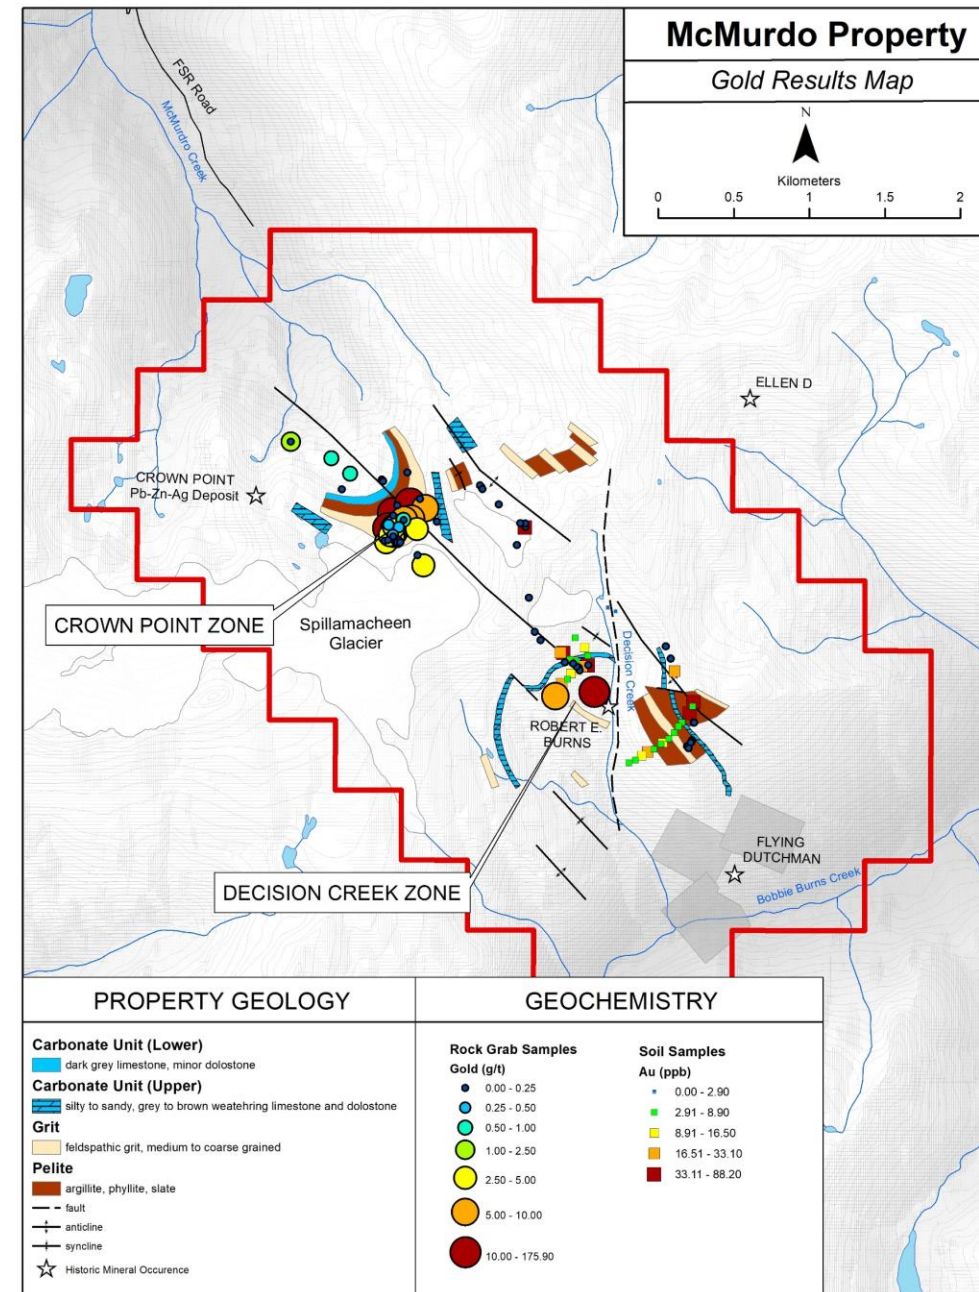 McMurdo Property
Gold Results Map
N
Kilometers
0 0.5 1 1.5 2
FSR Road
McMurdro Creek
ELLEN D
CROWN POINT
Pb-Zn-Ag Deposit
CROWN POINT ZONE
Spillamacheen
Glacier
Decision Creek
ROBERT E.
BURNS
DECISION CREEK ZONE
FLYING
DUTCHMAN
Bobbie Burns Creek
PROPERTY GEOLOGY
Carbonate Unit (Lower)
dark grey limestone, minor dolostone
Carbonate Unit (Upper)
silty to sandy, grey to brown weatehring limestone and dolostone
Grit
feldspathic grit, medium to coarse grained
Pelite
argillite, phyllite, slate
fault
anticline
syncline
Historic Mineral Occurence
GEOCHEMISTRY
Rock Grab Samples
Gold (g/t)
0.00 - 0.25
0.25 - 0.50
0.50 - 1.00
1.00 - 2.50
2.50 - 5.00
5.00 - 10.00
10.00 - 175.90
Soil Samples
Au (ppb)
0.00 - 2.90
2.91 - 8.90
8.91 - 16.50
16.51 - 33.10
33.11 - 88.20